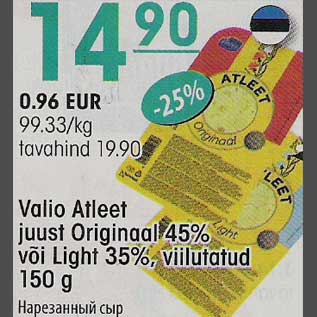 14 90
0.96 EUR
99.33/kg
tavahind 19.90
-25%
ATLEET
Originaal
Valio Atleet
juust Originaal 45%
või Light 35%, viilutatud
150 g
Нарезанный сыр